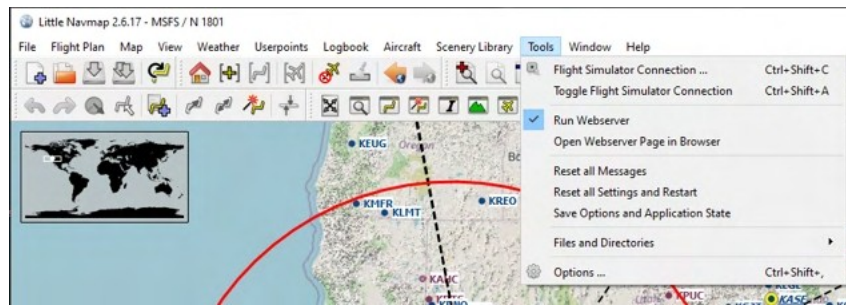 Little Navmap 2.6.17 - MSFS / N 1801
File Flight Plan Map View Weather Userpoints Logbook Aircraft Scenery Library Tools Window Help
Flight Simulator Connection ... Ctrl+Shift+C
Toggle Flight Simulator Connection Ctrl+Shift+A
Run Webserver
Open Webserver Page in Browser
Reset all Messages
Reset all Settings and Restart
Save Options and Application State
Files and Directories
Options ... Ctrl+Shift+,
KEUG Oregon
KMFR
KLMT
KREO
KPUC
KASE